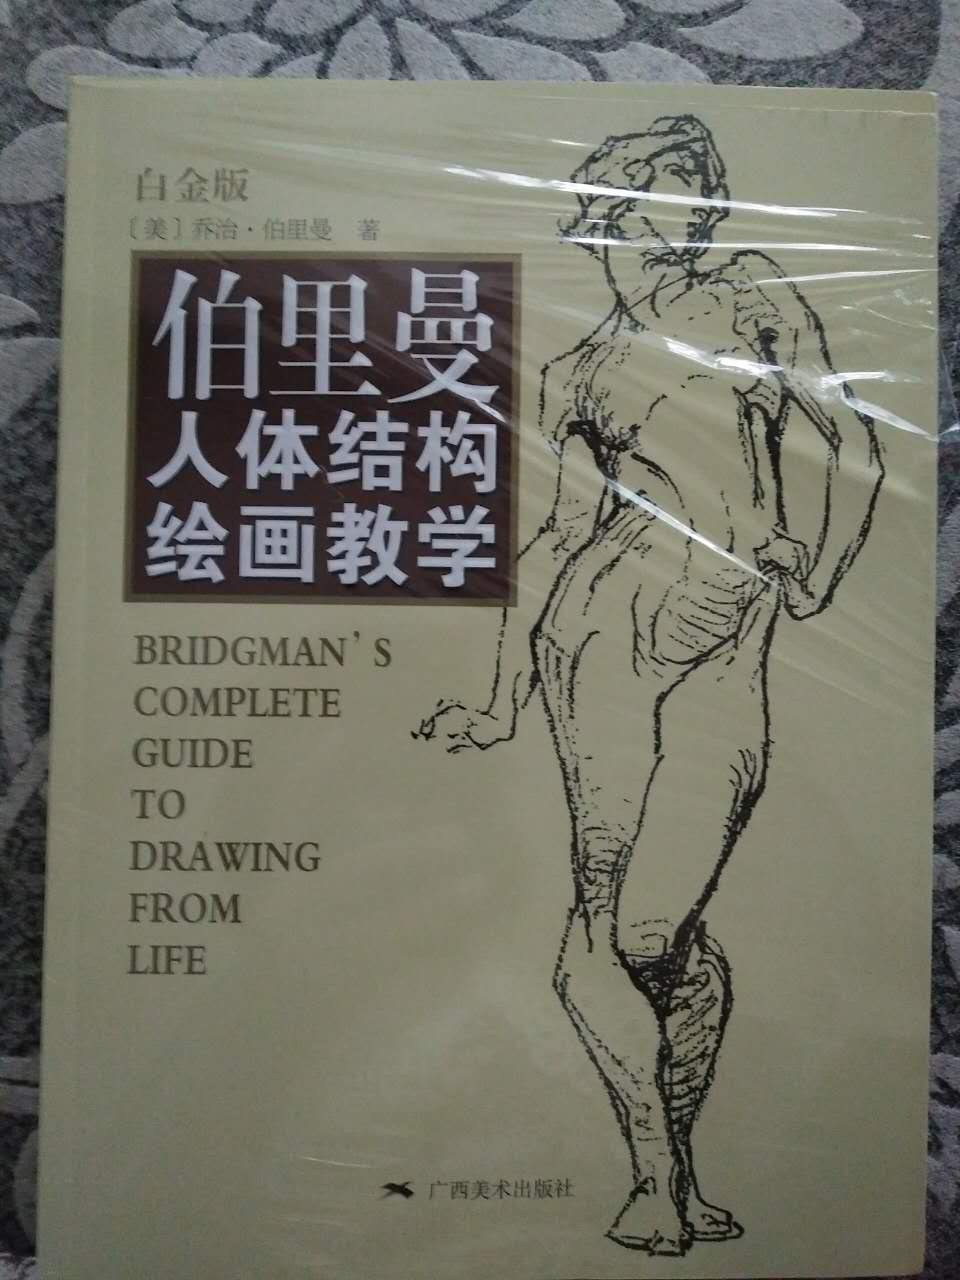 白金版
［美］乔治·伯里曼 著
伯里曼
人体结构
绘画教学
BRIDGMAN'S
COMPLETE
GUIDE
TO
DRAWING
FROM
LIFE
广西美术出版社